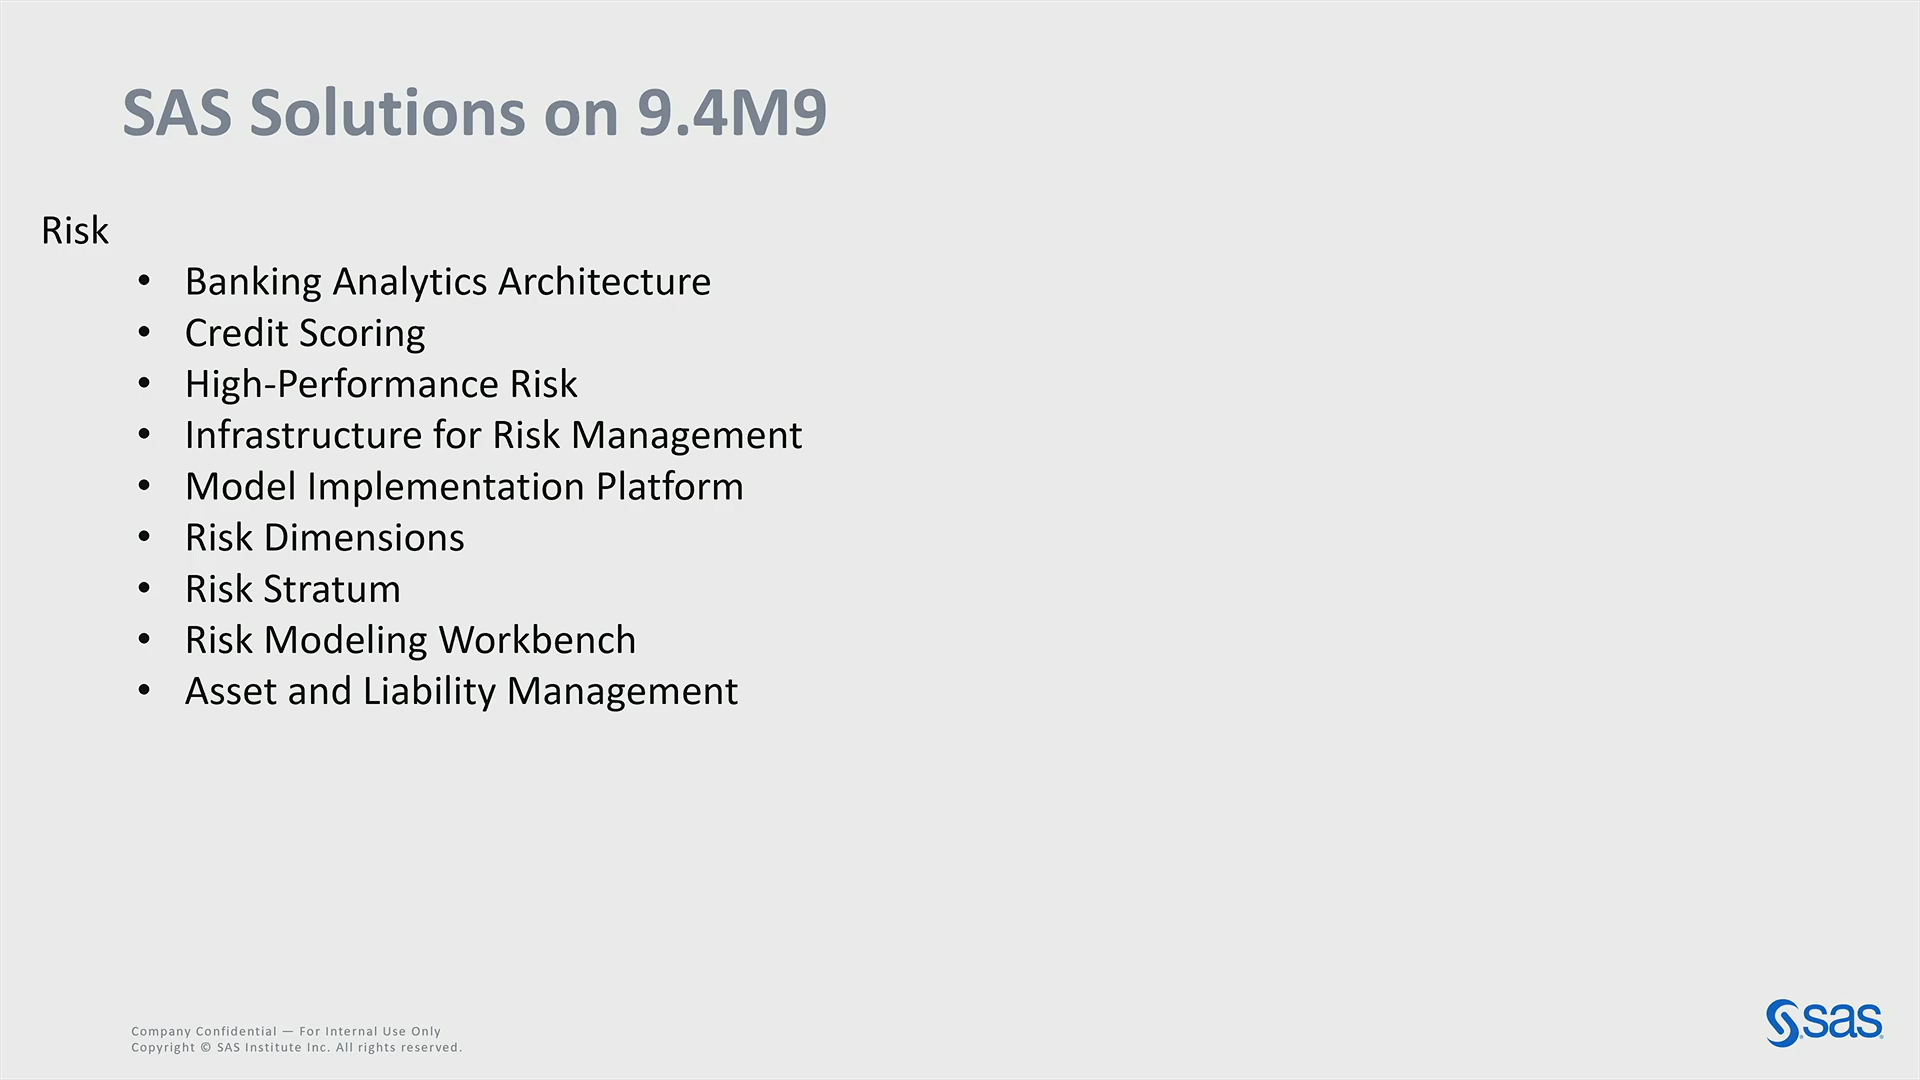 SAS Solutions on 9.4M9
Risk
• Banking Analytics Architecture
• Credit Scoring
• High-Performance Risk
• Infrastructure for Risk Management
• Model Implementation Platform
• Risk Dimensions
• Risk Stratum
• Risk Modeling Workbench
• Asset and Liability Management
Company Confidential — For Internal Use Only
Copyright © SAS Institute Inc. All rights reserved.
sas